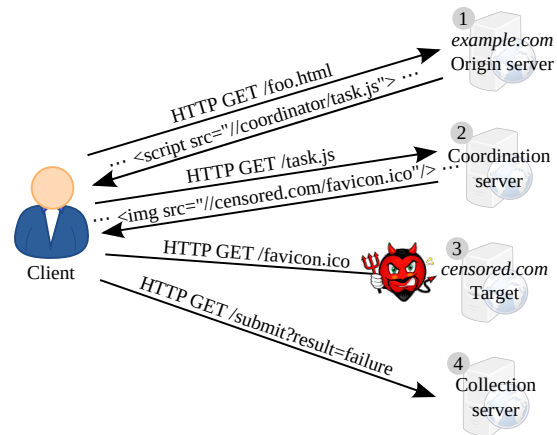 1
example.com
Origin server
HTTP GET /foo.html
... <script src="//coordinator/task.js"> ...
2
Coordination
server
HTTP GET /task.js
... <img src="//censored.com/favicon.ico"/> ...
Client
3
censored.com
Target
HTTP GET /favicon.ico
HTTP GET /submit?result=failure
4
Collection
server